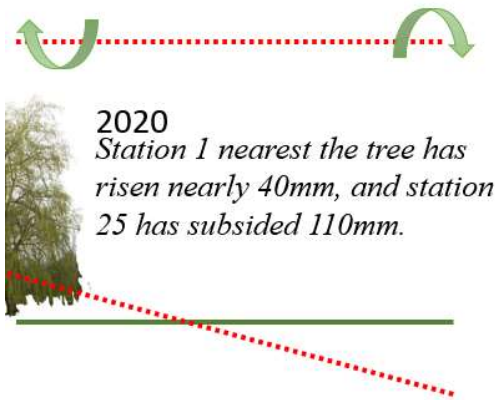 2020
Station 1 nearest the tree has
risen nearly 40mm, and station
25 has subsided 110mm.